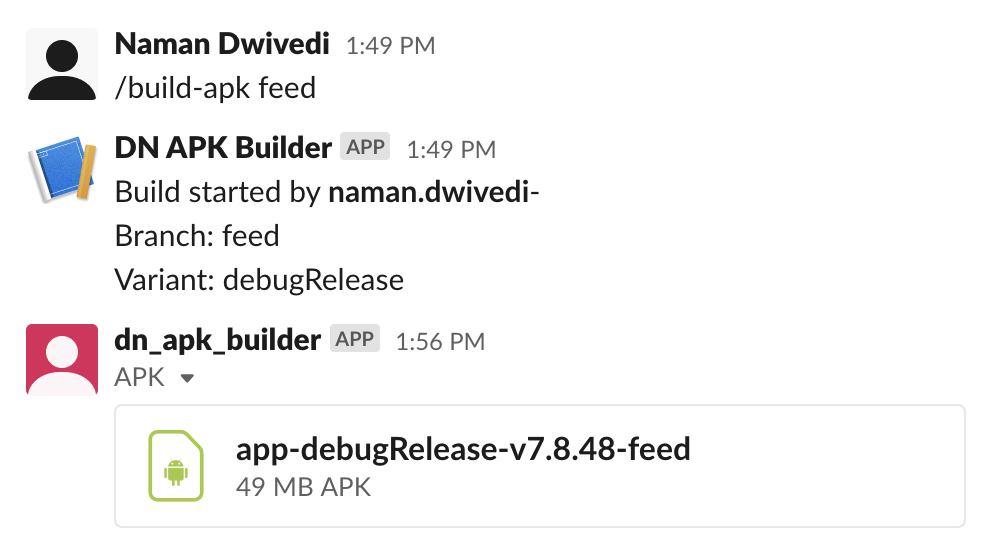 Naman Dwivedi 1:49 PM
/build-apk feed
DN APK Builder APP 1:49 PM
Build started by naman.dwivedi-
Branch: feed
Variant: debugRelease
dn_apk_builder APP 1:56 PM
APK
app-debugRelease-v7.8.48-feed
49 MB APK